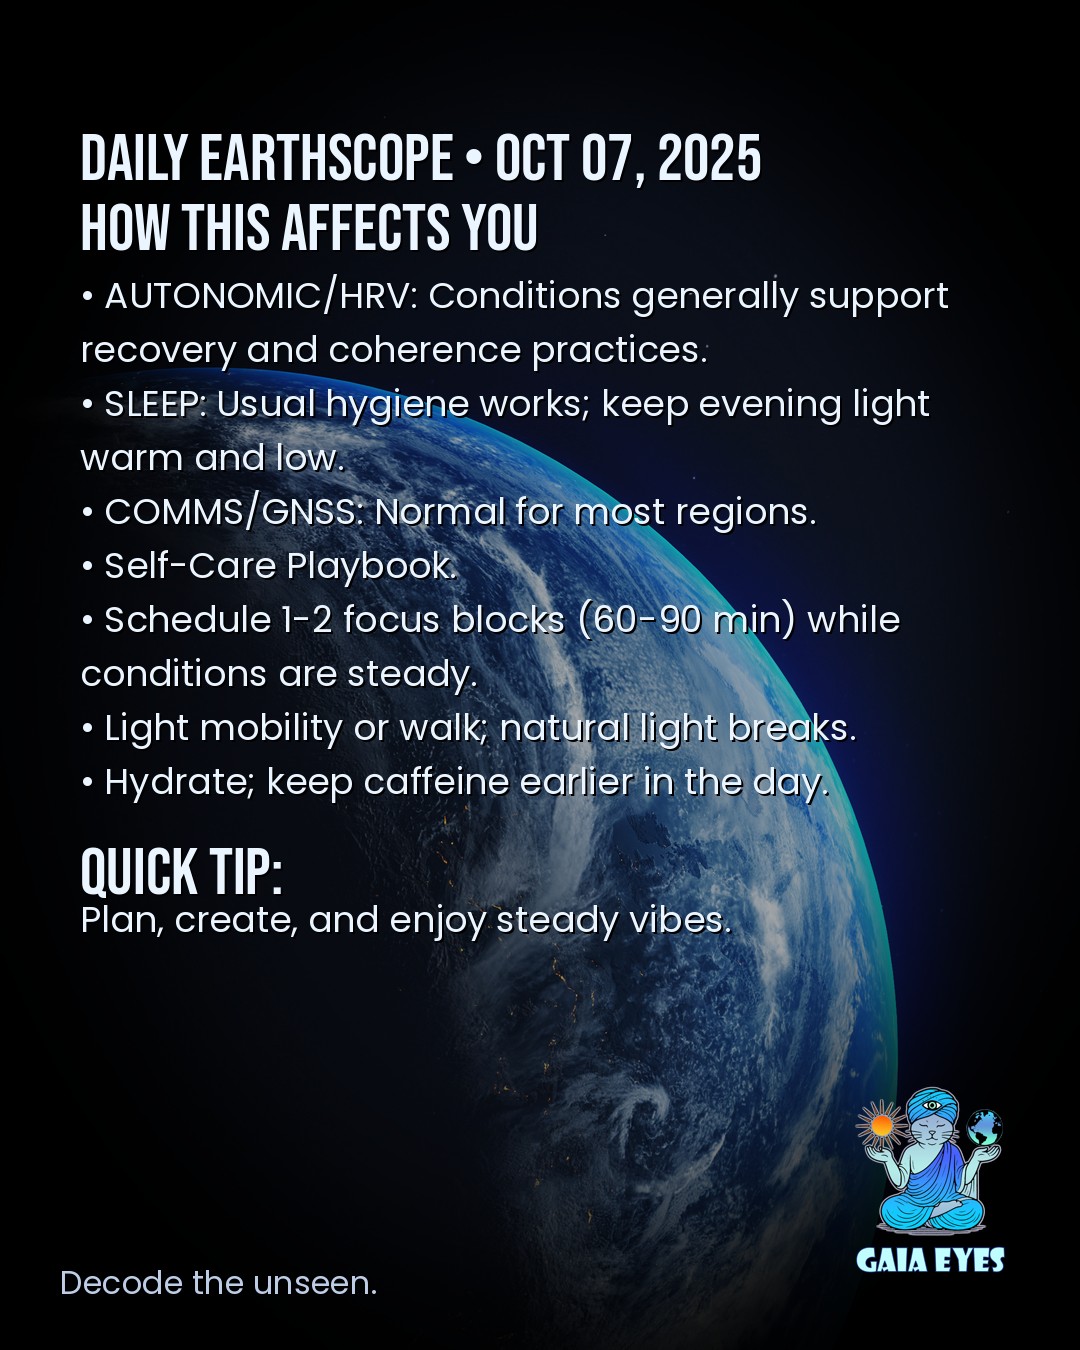 DAILY EARTHSCOPE • OCT 07, 2025
HOW THIS AFFECTS YOU
• AUTONOMIC/HRV: Conditions generally support
recovery and coherence practices.
• SLEEP: Usual hygiene works; keep evening light
warm and low.
• COMMS/GNSS: Normal for most regions.
• Self-Care Playbook.
• Schedule 1-2 focus blocks (60-90 min) while
conditions are steady.
• Light mobility or walk; natural light breaks.
• Hydrate; keep caffeine earlier in the day.
QUICK TIP:
Plan, create, and enjoy steady vibes.
GAIA EYES
Decode the unseen.